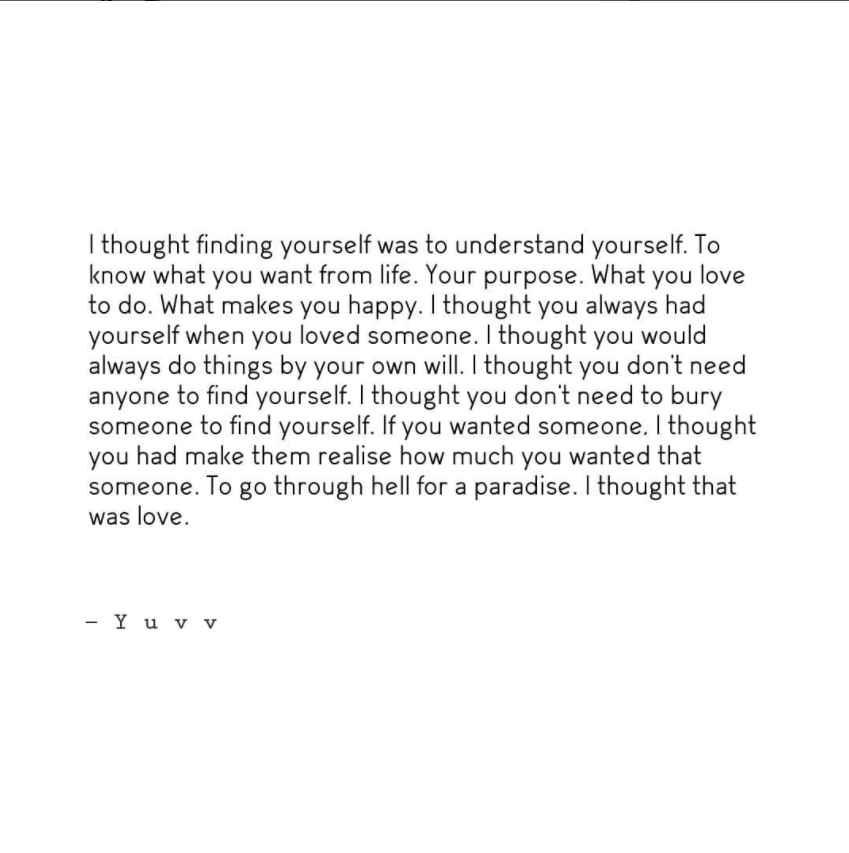 I thought finding yourself was to understand yourself. To
know what you want from life. Your purpose. What you love
to do. What makes you happy. I thought you always had
yourself when you loved someone. I thought you would
always do things by your own will. I thought you don't need
anyone to find yourself. I thought you don't need to bury
someone to find yourself. If you wanted someone, I thought
you had make them realise how much you wanted that
someone. To go through hell for a paradise. I thought that
was love.
– Y u v v